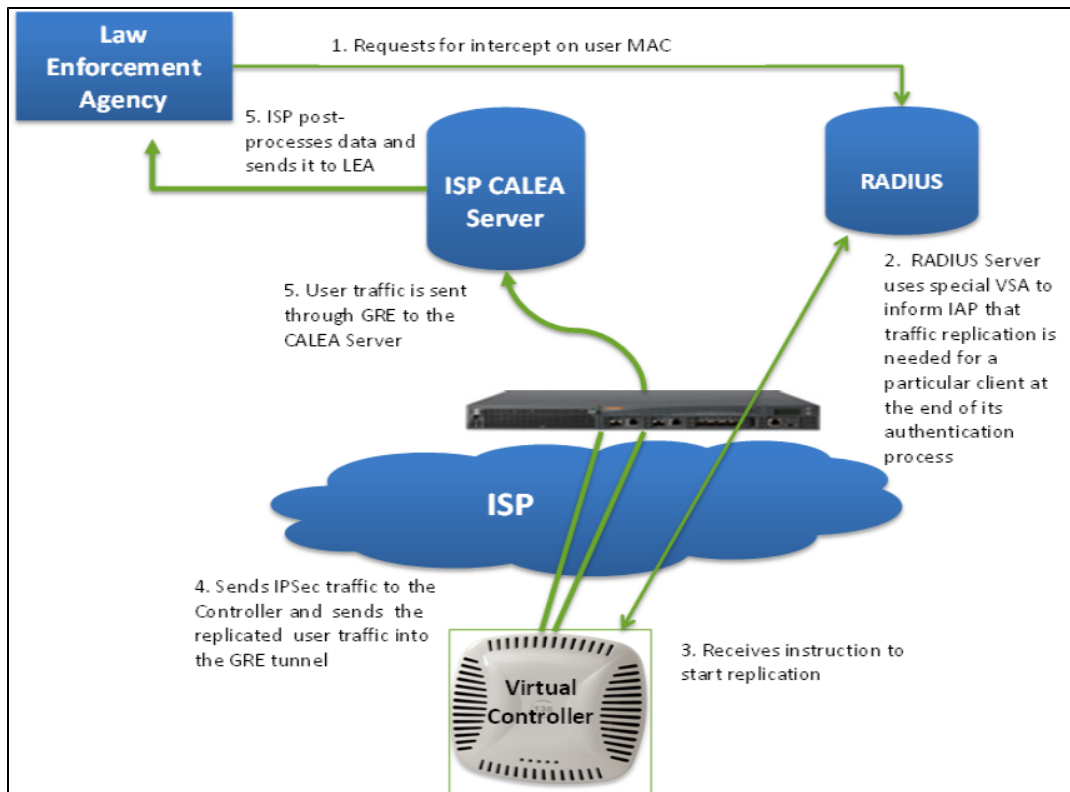 Law
Enforcement
Agency
1. Requests for intercept on user MAC
5. ISP post-
processes data and
sends it to LEA
ISP CALEA
Server
RADIUS
2. RADIUS Server
uses special VSA to
inform IAP that
traffic replication is
needed for a
particular client at
the end of its
authentication
process
5. User traffic is sent
through GRE to the
CALEA Server
ISP
4. Sends IPSec traffic to the
Controller and sends the
replicated user traffic into
the GRE tunnel
3. Receives instruction to
start replication
Virtual
Controller